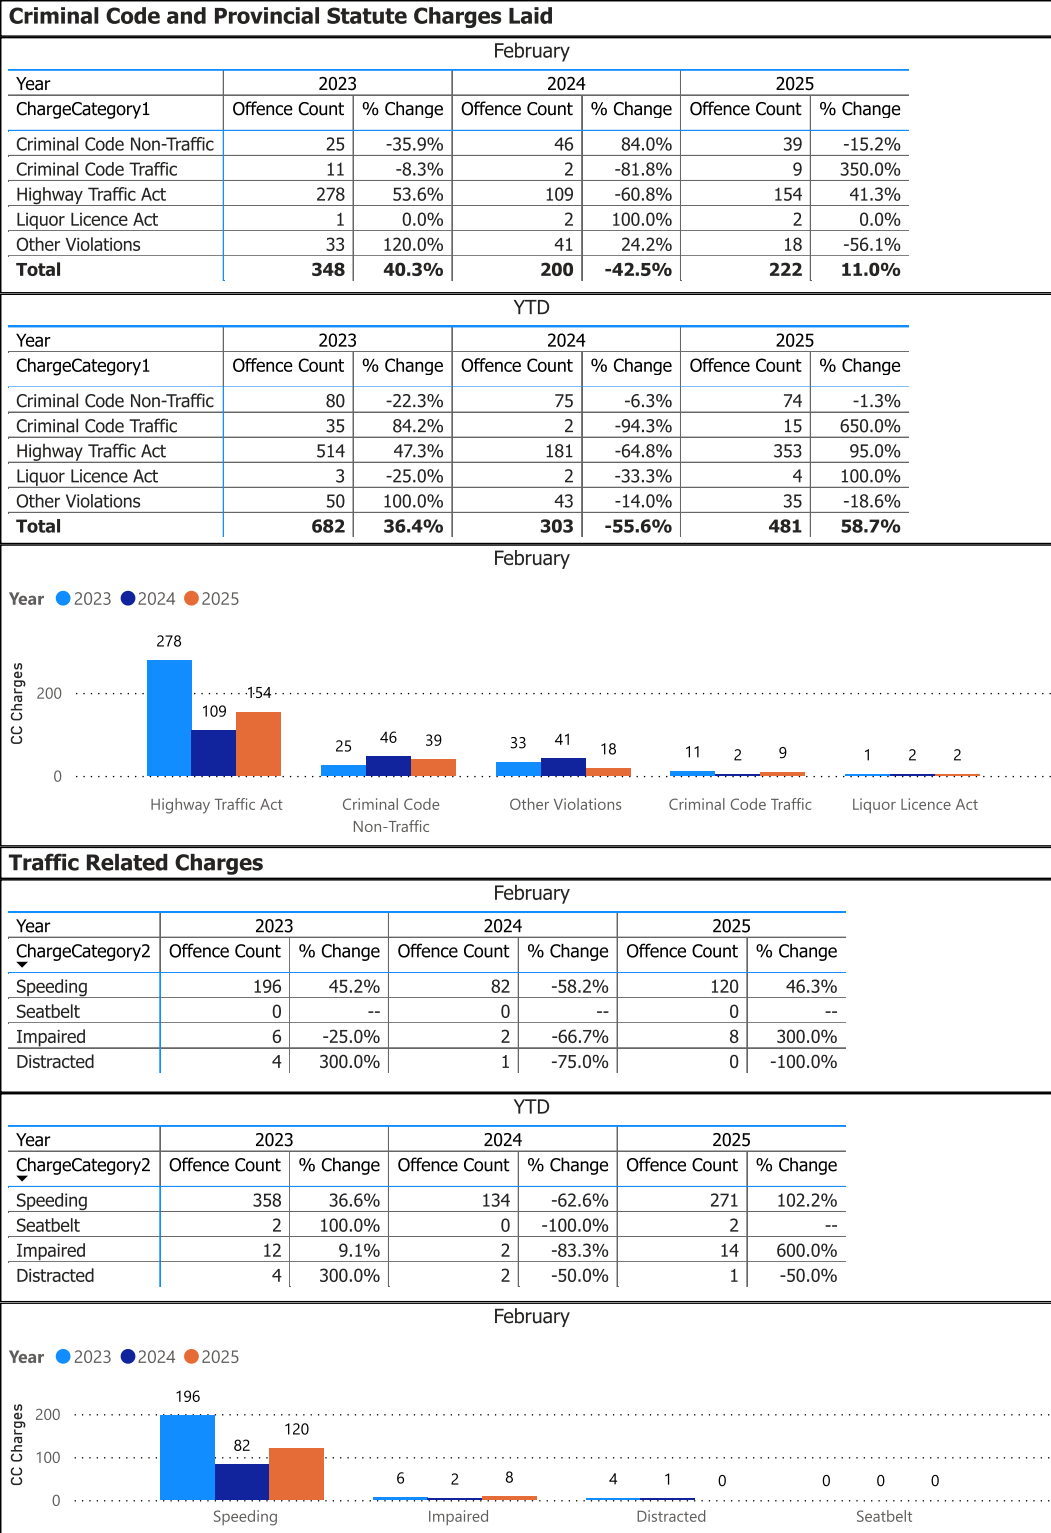 Criminal Code and Provincial Statute Charges Laid
February
Year 2023 2024 2025
ChargeCategory1 Offence Count % Change Offence Count % Change Offence Count % Change
Criminal Code Non-Traffic 25 -35.9% 46 84.0% 39 -15.2%
Criminal Code Traffic 11 -8.3% 2 -81.8% 9 350.0%
Highway Traffic Act 278 53.6% 109 -60.8% 154 41.3%
Liquor Licence Act 1 0.0% 2 100.0% 2 0.0%
Other Violations 33 120.0% 41 24.2% 18 -56.1%
Total 348 40.3% 200 -42.5% 222 11.0%
YTD
Year 2023 2024 2025
ChargeCategory1 Offence Count % Change Offence Count % Change Offence Count % Change
Criminal Code Non-Traffic 80 -22.3% 75 -6.3% 74 -1.3%
Criminal Code Traffic 35 84.2% 2 -94.3% 15 650.0%
Highway Traffic Act 514 47.3% 181 -64.8% 353 95.0%
Liquor Licence Act 3 -25.0% 2 -33.3% 4 100.0%
Other Violations 50 100.0% 43 -14.0% 35 -18.6%
Total 682 36.4% 303 -55.6% 481 58.7%
February
Year 2023 2024 2025
CC Charges
200
0
278 109 154
25 46 39
33 41 18
11 2 9
1 2 2
Highway Traffic Act Criminal Code Other Violations Criminal Code Traffic Liquor Licence Act
Non-Traffic
Traffic Related Charges
February
Year 2023 2024 2025
ChargeCategory2 Offence Count % Change Offence Count % Change Offence Count % Change
Speeding 196 45.2% 82 -58.2% 120 46.3%
Seatbelt 0 -- 0 -- 0 --
Impaired 6 -25.0% 2 -66.7% 8 300.0%
Distracted 4 300.0% 1 -75.0% 0 -100.0%
YTD
Year 2023 2024 2025
ChargeCategory2 Offence Count % Change Offence Count % Change Offence Count % Change
Speeding 358 36.6% 134 -62.6% 271 102.2%
Seatbelt 2 100.0% 0 -100.0% 2 --
Impaired 12 9.1% 2 -83.3% 14 600.0%
Distracted 4 300.0% 2 -50.0% 1 -50.0%
February
Year 2023 2024 2025
CC Charges
200
100
0
196 82 120
6 2 8
4 1 0
0 0 0
Speeding Impaired Distracted Seatbelt